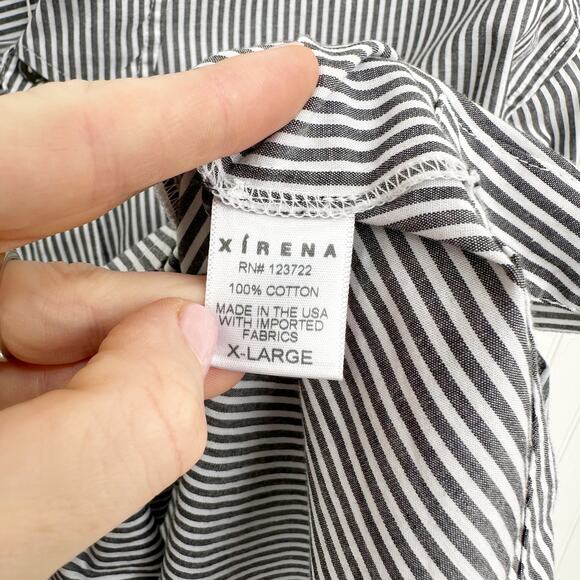 XÍRENA
RN# 123722
100% COTTON
MADE IN THE USA
WITH IMPORTED
FABRICS
X-LARGE